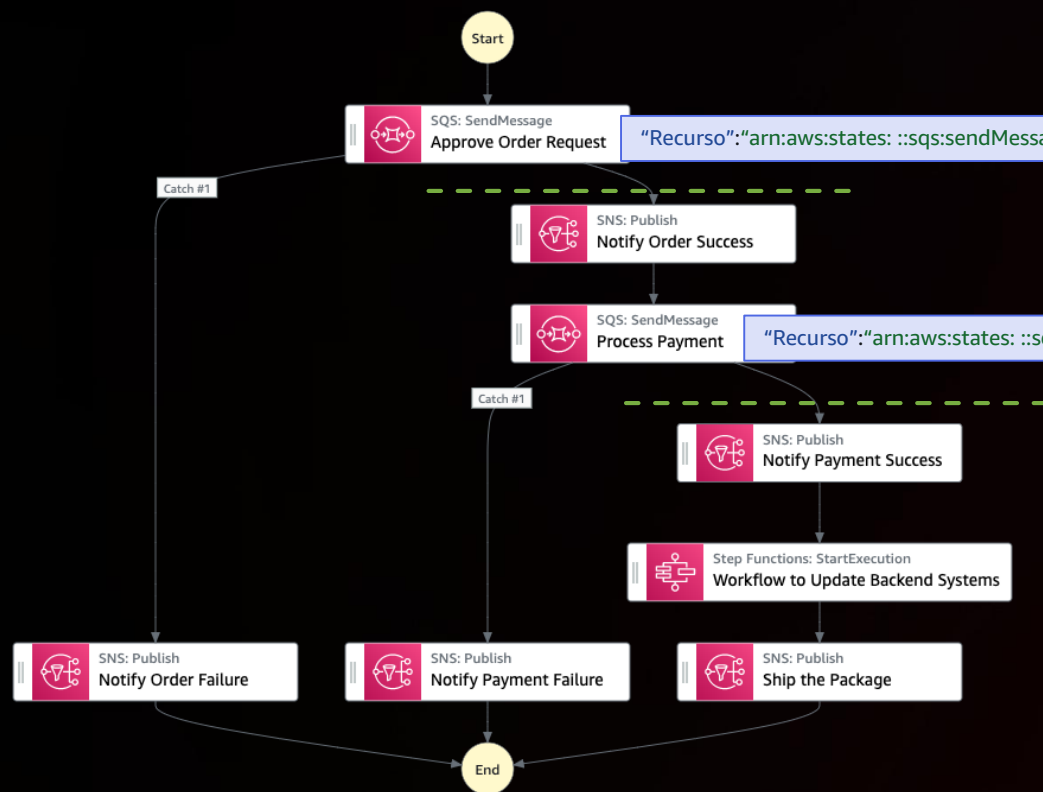 Start
SQS: SendMessage
Approve Order Request
“Recurso”:“arn:aws:states: ::sqs:sendMessa
Catch #1
SNS: Publish
Notify Order Success
SQS: SendMessage
Process Payment
“Recurso”:“arn:aws:states: ::s
Catch #1
SNS: Publish
Notify Payment Success
Step Functions: StartExecution
Workflow to Update Backend Systems
SNS: Publish
Notify Order Failure
SNS: Publish
Notify Payment Failure
SNS: Publish
Ship the Package
End